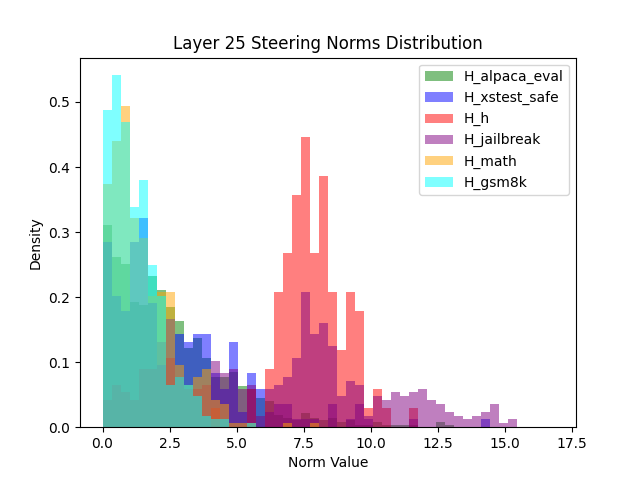 Layer 25 Steering Norms Distribution
H_alpaca_eval
H_xstest_safe
H_h
H_jailbreak
H_math
H_gsm8k
Density
0.5
0.4
0.3
0.2
0.1
0.0
0.0 2.5 5.0 7.5 10.0 12.5 15.0 17.5
Norm Value